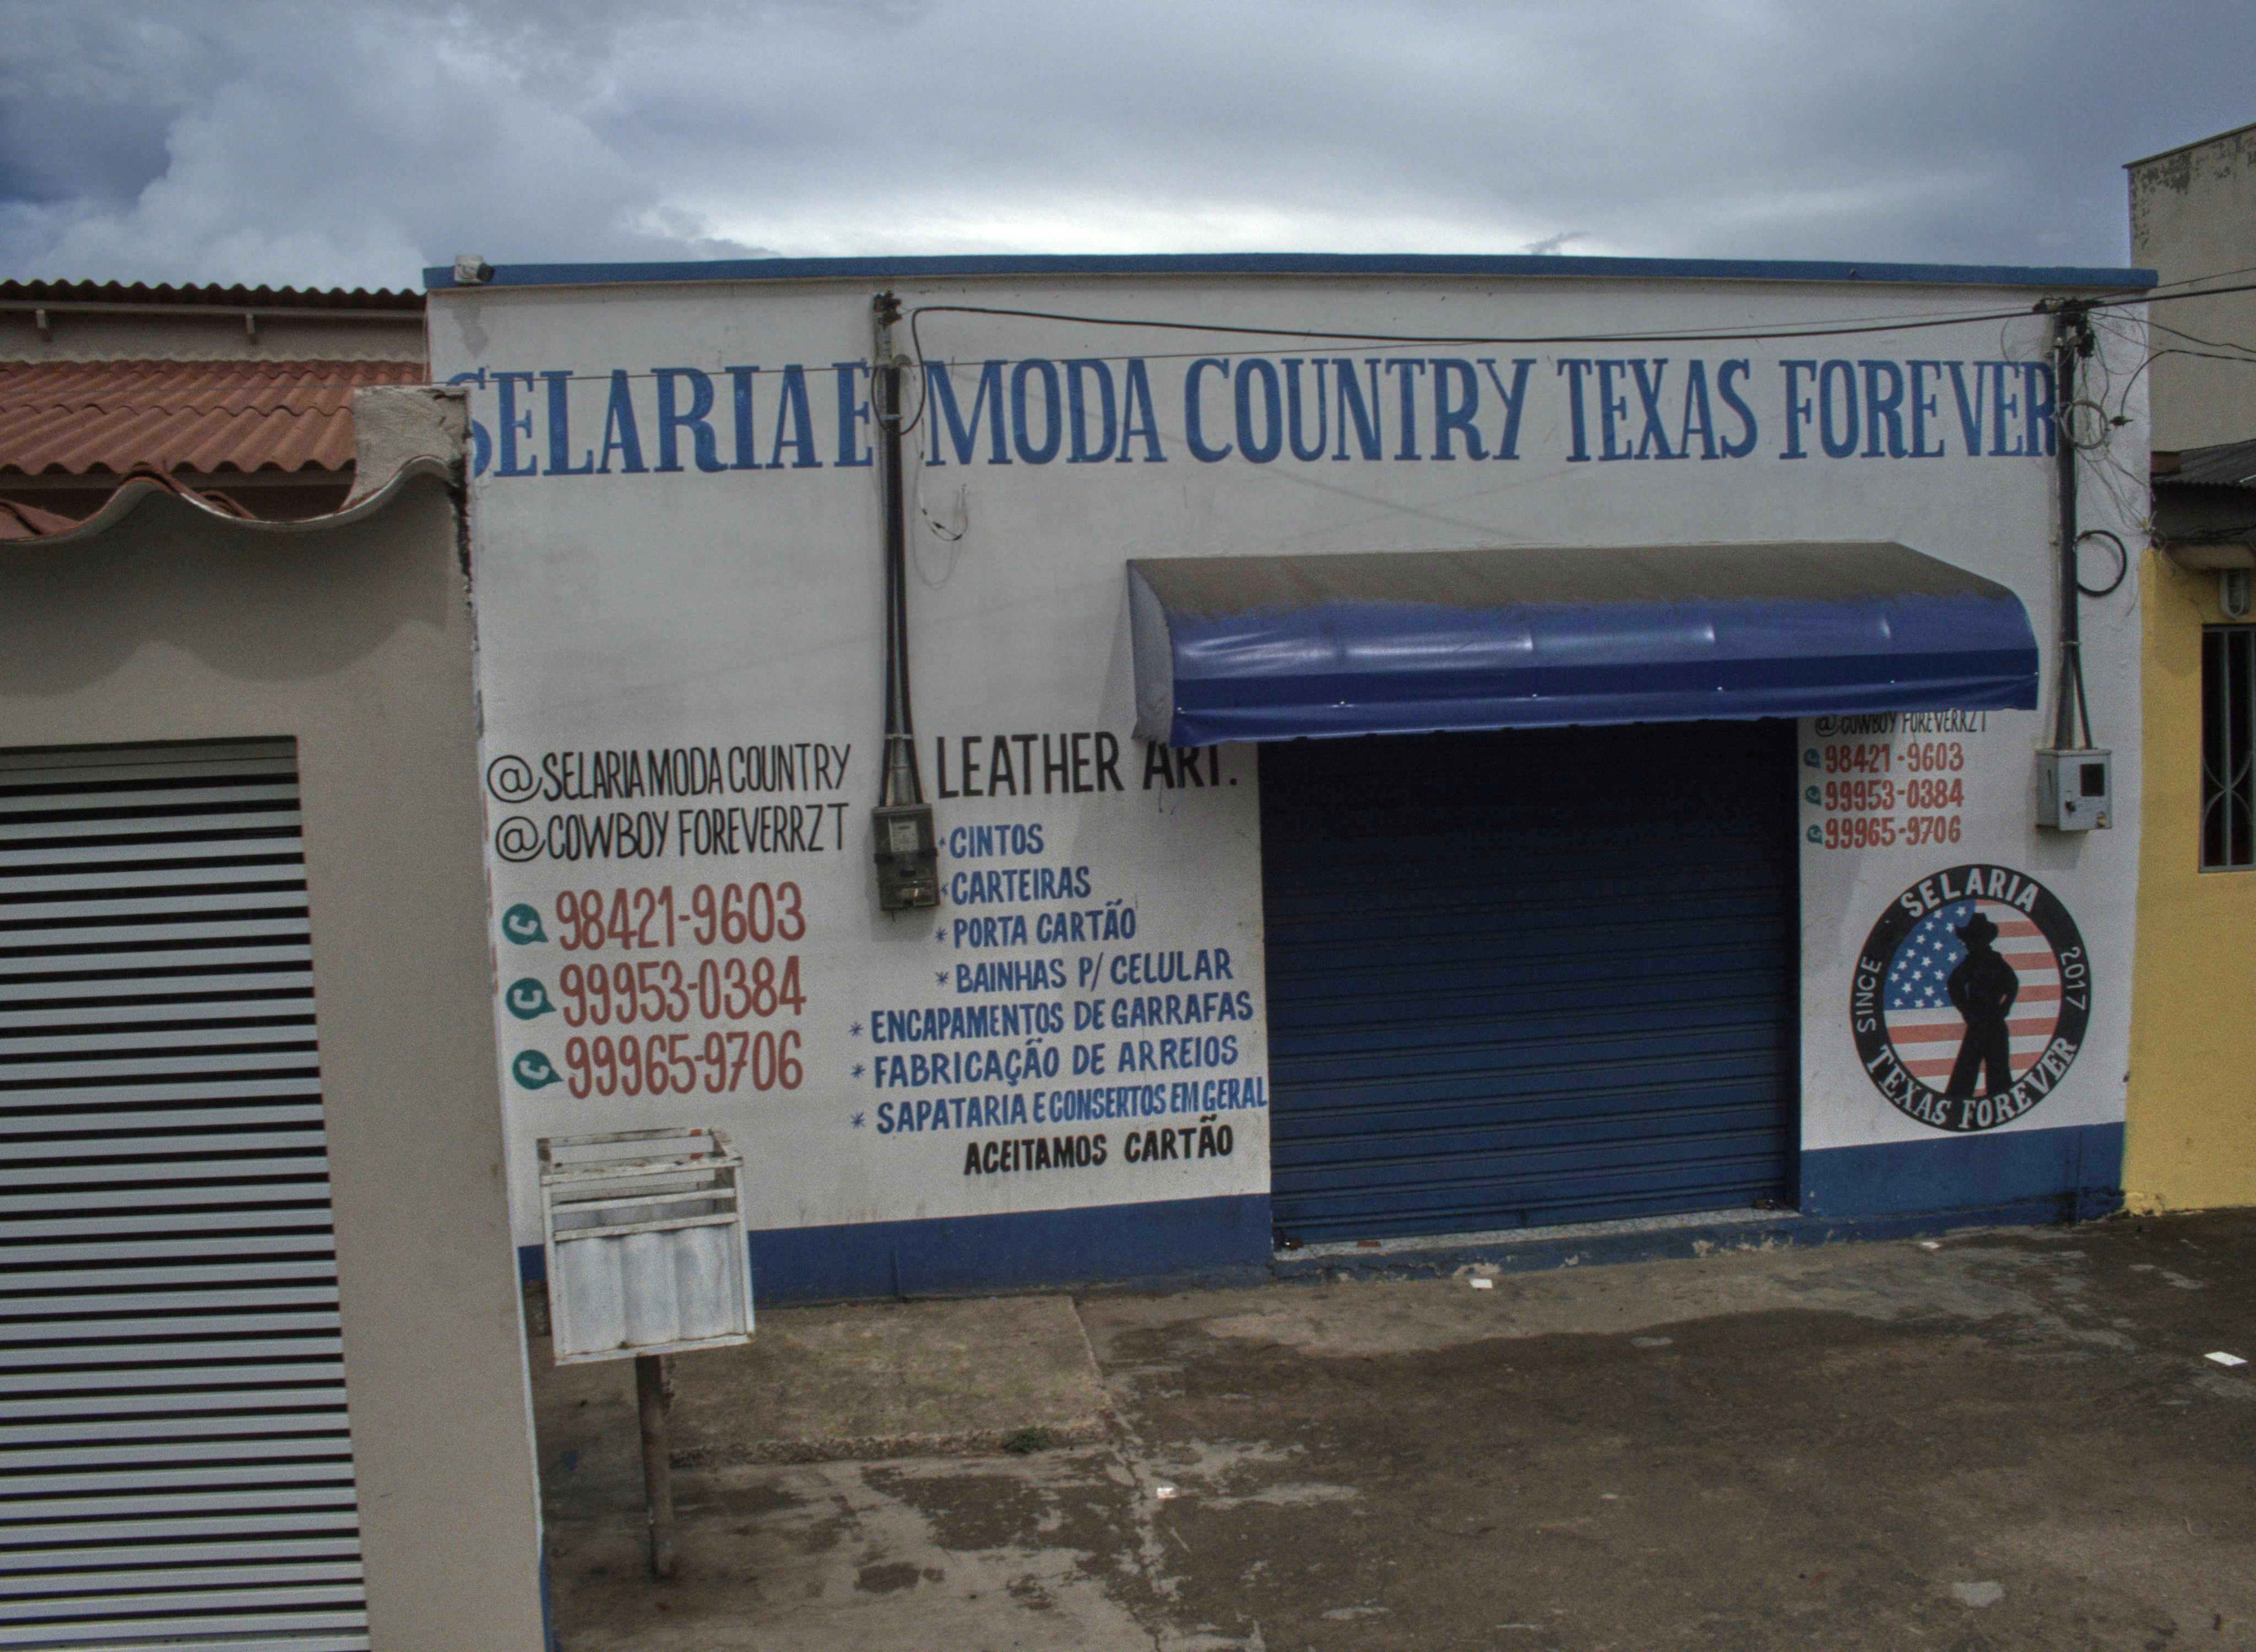 SELARIA E MODA COUNTRY TEXAS FOREVER
@SELARIA MODA COUNTRY
@COWBOY FOREVERRZT
98421-9603
99953-0384
99965-9706
LEATHER ART.
*CINTOS
*CARTEIRAS
*PORTA CARTÃO
*BAINHAS P/ CELULAR
*ENCAPAMENTOS DE GARRAFAS
*FABRICAÇÃO DE ARREIOS
*SAPATARIA E CONSERTOS EM GERAL
ACEITAMOS CARTÃO
@COWBOY FOREVERRZT
98421-9603
99953-0384
99965-9706
SELARIA
SINCE 2017
TEXAS FOREVER